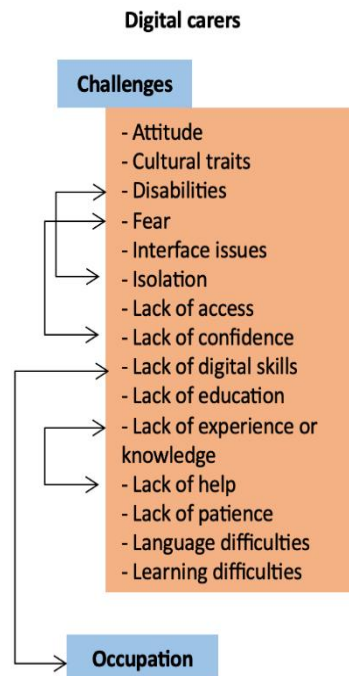 Digital carers
Challenges
- Attitude
- Cultural traits
- Disabilities
- Fear
- Interface issues
- Isolation
- Lack of access
- Lack of confidence
- Lack of digital skills
- Lack of education
- Lack of experience or
knowledge
- Lack of help
- Lack of patience
- Language difficulties
- Learning difficulties
Occupation